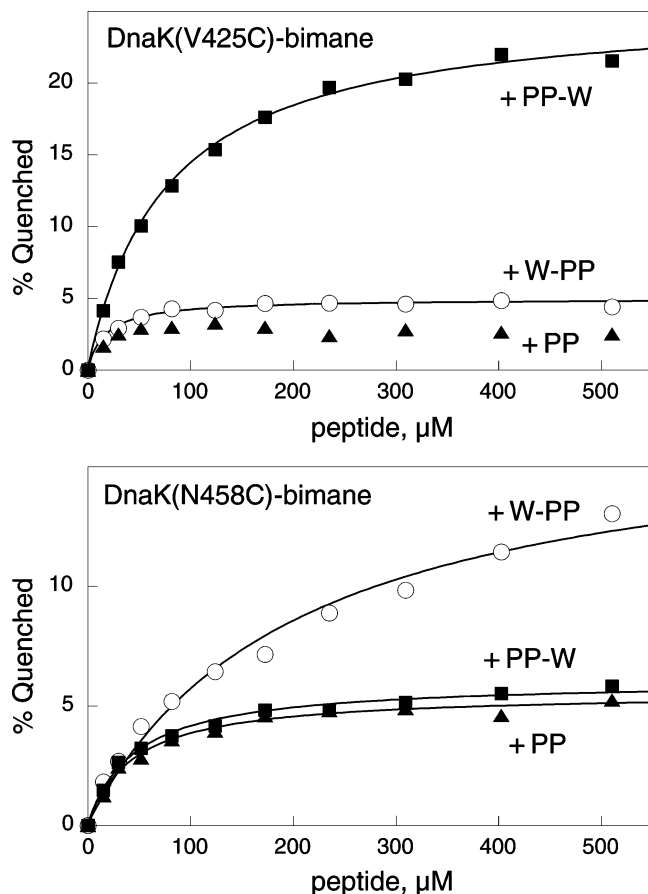 DnaK(V425C)-bimane
20
15
10
5
0
% Quenched
+ PP-W
+ W-PP
+ PP
0 100 200 300 400 500
peptide, µM
DnaK(N458C)-bimane
10
5
0
% Quenched
+ W-PP
+ PP-W
+ PP
0 100 200 300 400 500
peptide, µM